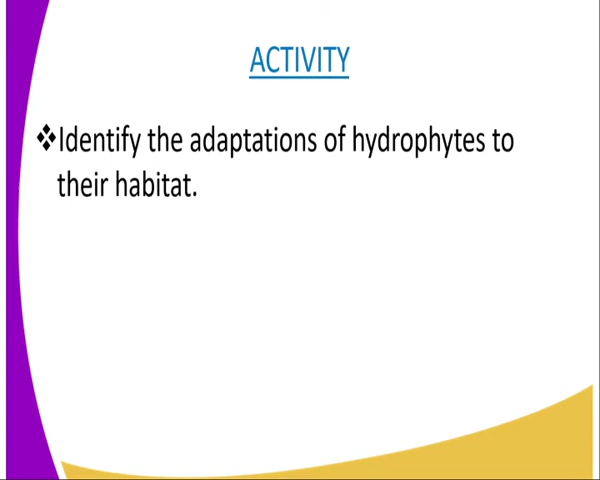 ACTIVITY
❖Identify the adaptations of hydrophytes to
their habitat.